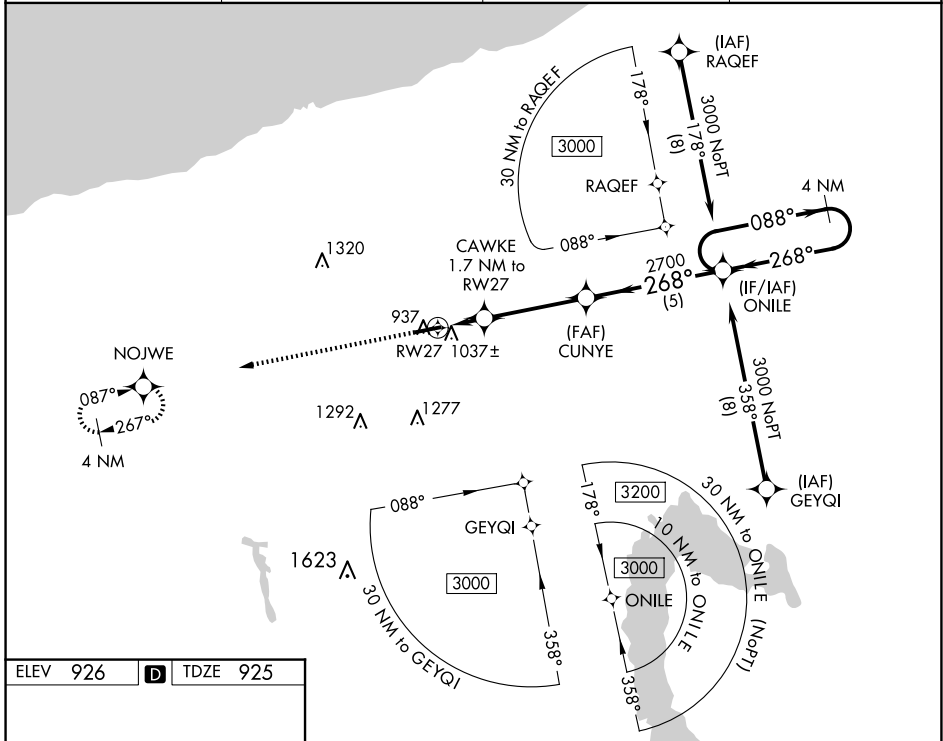 (IAF)
RAQEF
3000 NoPT
178°
(8)
30 NM to RAQEF
178°
3000
RAQEF
088°
4 NM
088°
268°
(IF/IAF)
ONILE
2700
268°
(5)
1320
CAWKE
1.7 NM to
RW27
937
RW27
1037±
(FAF)
CUNYE
NOJWE
087°
267°
4 NM
1292
1277
3000 NoPT
358°
(8)
(IAF)
GEYQI
088°
GEYQI
3000
358°
30 NM to GEYQI
1623
178°
3200
30 NM to ONILE (NoPT)
10 NM to ONILE
3000
ONILE
358°
ELEV 926 D TDZE 925